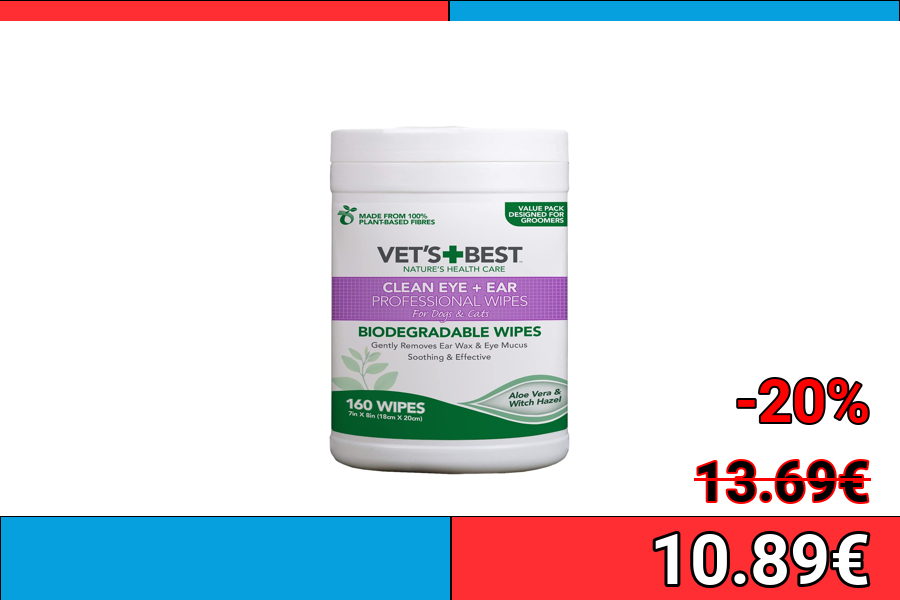 MADE FROM 100%
PLANT-BASED FIBRES
VALUE PACK
DESIGNED FOR
GROOMERS
VET'S+BEST™
NATURE'S HEALTH CARE
CLEAN EYE + EAR
PROFESSIONAL WIPES
For Dogs & Cats
BIODEGRADABLE WIPES
Gently Removes Ear Wax & Eye Mucus
Soothing & Effective
Aloe Vera &
Witch Hazel
160 WIPES
7in X 8in (18cm X 20cm)
-20%
13.69€
10.89€